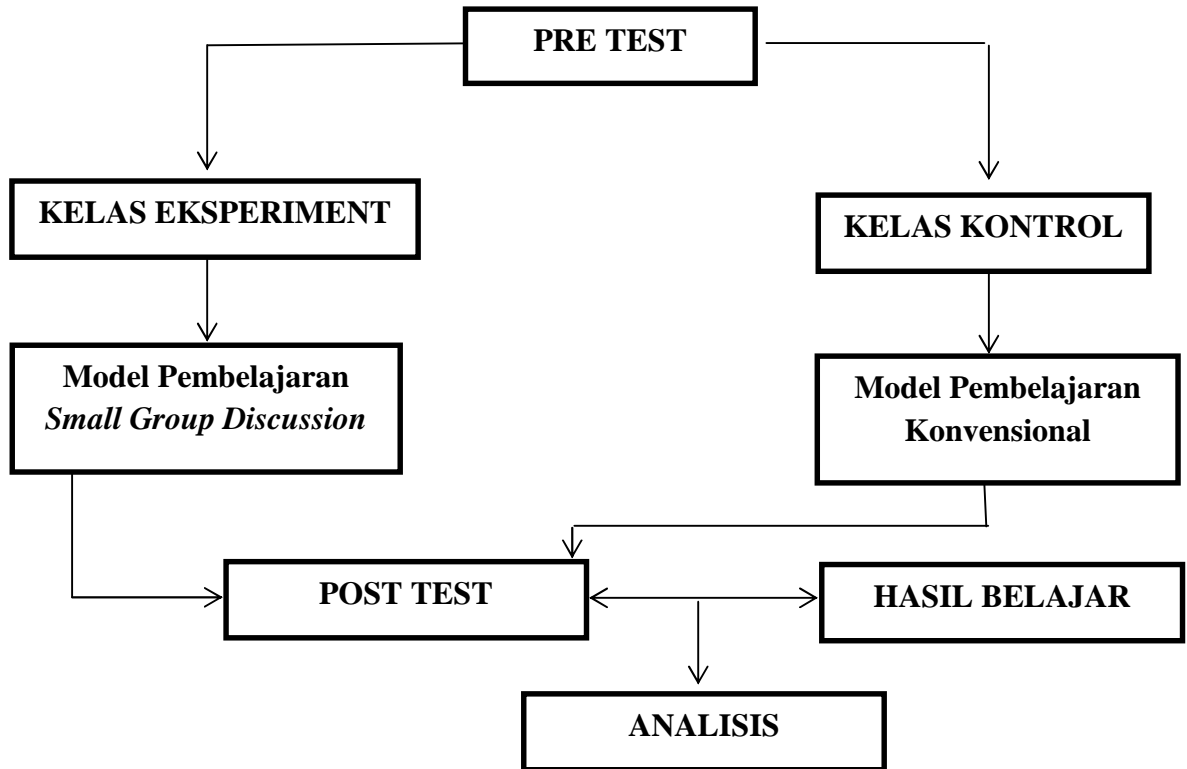 PRE TEST
KELAS EKSPERIMENT
KELAS KONTROL
Model Pembelajaran
Small Group Discussion
Model Pembelajaran
Konvensional
POST TEST
HASIL BELAJAR
ANALISIS